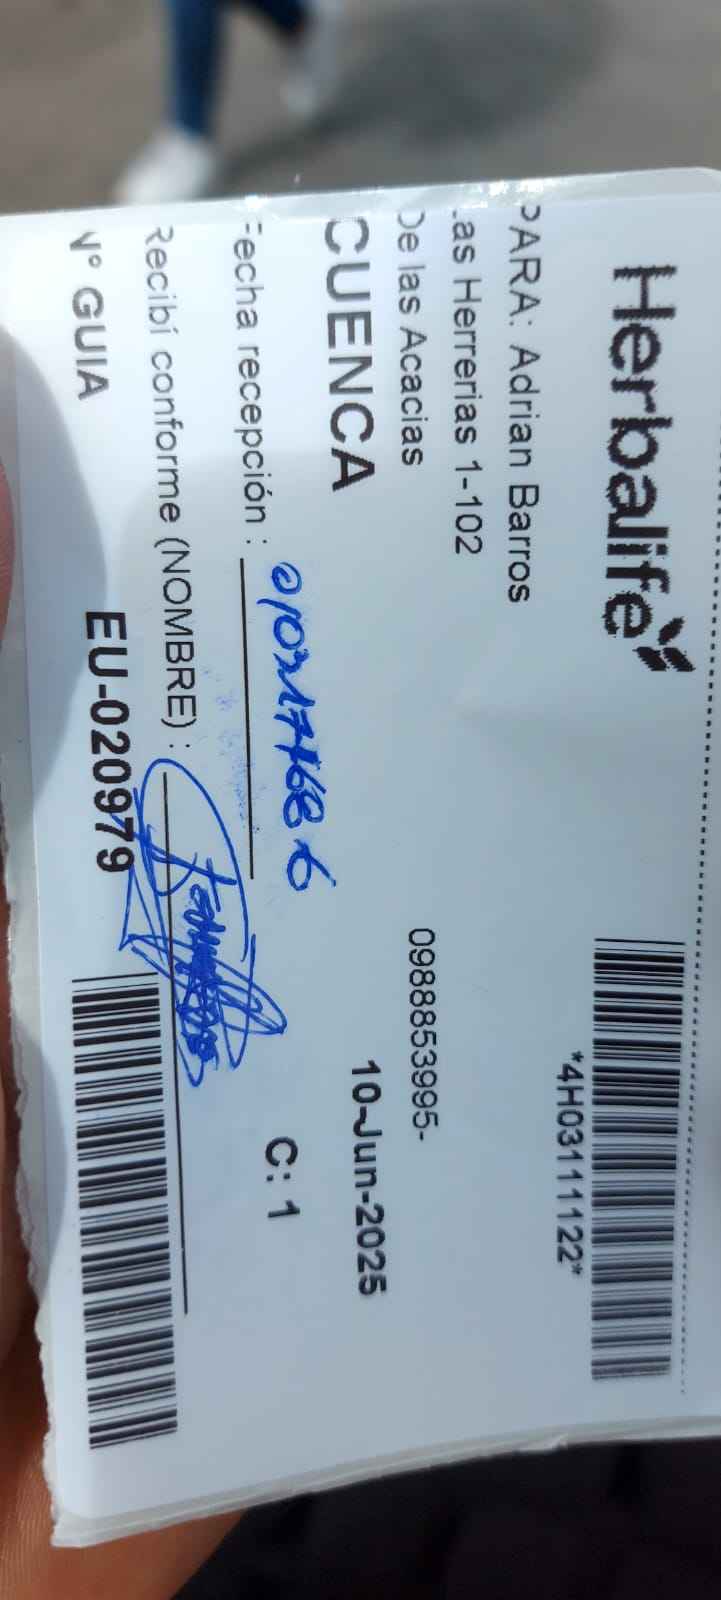 Herbalife
*4H03111122*
PARA: Adrian Barros
Las Herrerias 1-102
De las Acacias
0988853995-
CUENCA
10-Jun-2025
Fecha recepción :
0102177686
C: 1
Recibí conforme (NOMBRE) :
N° GUIA
EU-020979